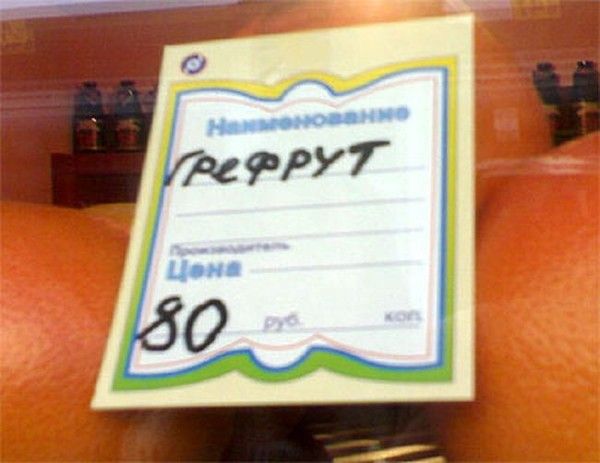 Наименование
грефрут
Производитель
Цена
80 руб. коп.